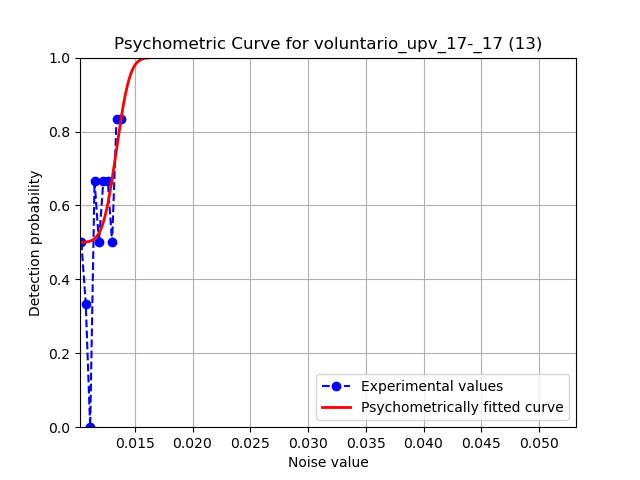 Psychometric Curve for voluntario_upv_17-_17 (13)
1.0
0.8
0.6
0.4
0.2
0.0
Detection probability
Experimental values
Psychometrically fitted curve
0.015 0.020 0.025 0.030 0.035 0.040 0.045 0.050
Noise value